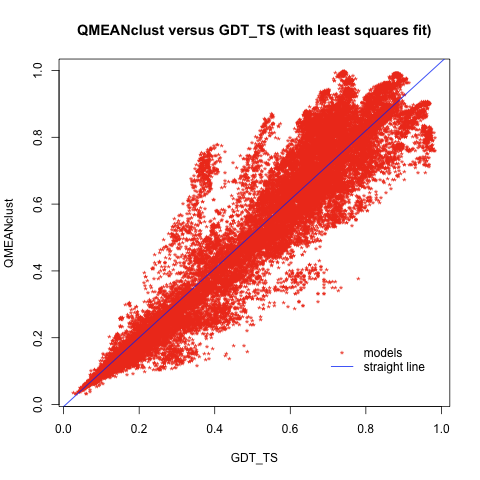 QMEANclust versus GDT_TS (with least squares fit)
1.0
0.8
0.6
0.4
0.2
0.0
QMEANclust
models
straight line
0.0 0.2 0.4 0.6 0.8 1.0
GDT_TS